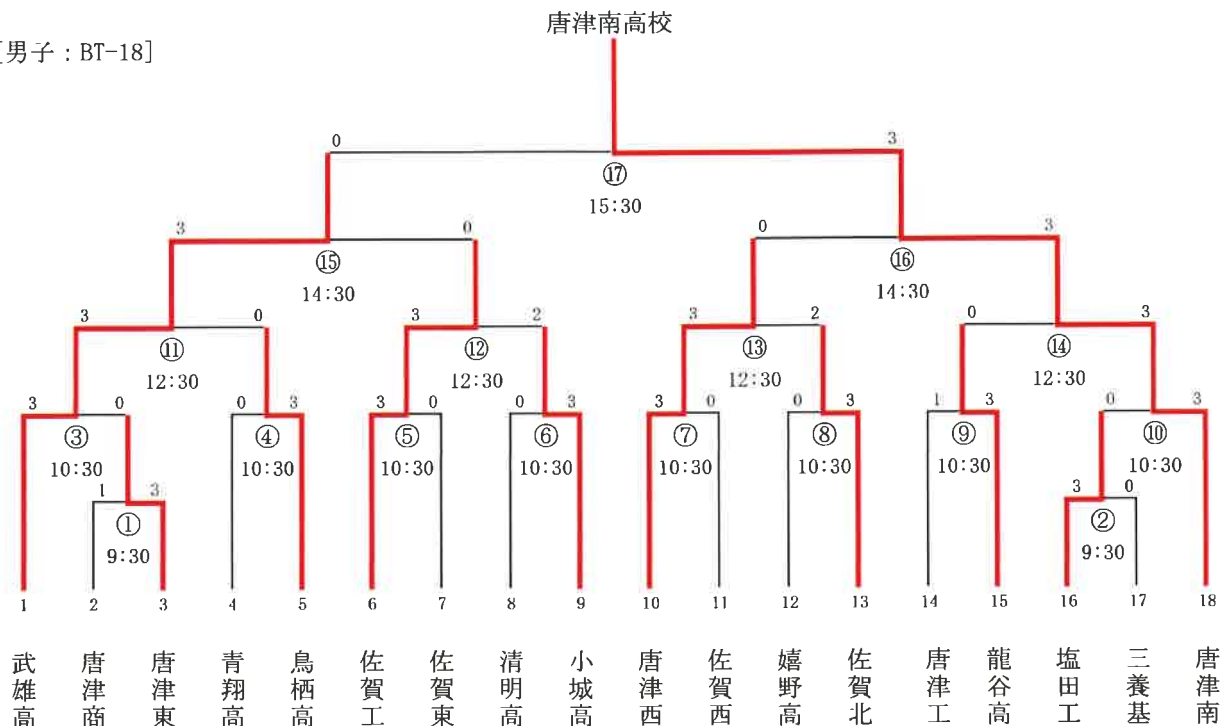 唐津南高校
[男子：BT-18]
0 3
⑰
15:30
3 0 0 3
⑮ ⑯
14:30 14:30
3 0 3 2 3 2 0 3
⑪ ⑫ ⑬ ⑭
12:30 12:30 12:30 12:30
3 0 0 3 3 0 0 3 3 0 0 3 1 3 0 3
③ ④ ⑤ ⑥ ⑦ ⑧ ⑨ ⑩
10:30 10:30 10:30 10:30 10:30 10:30 10:30 10:30
1 3 3 0
① ②
9:30 9:30
1 2 3 4 5 6 7 8 9 10 11 12 13 14 15 16 17 18
武雄高
唐津商
唐津東
青翔高
鳥栖高
佐賀工
佐賀東
清明高
小城高
唐津西
佐賀西
嬉野高
佐賀北
唐津工
龍谷高
塩田工
三養基
唐津南